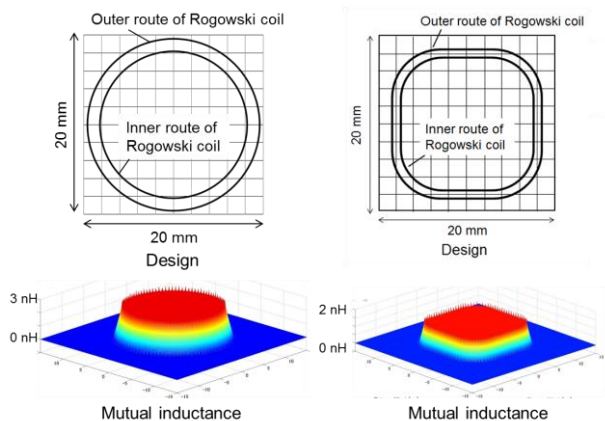 Outer route of Rogowski coil
Inner route of
Rogowski coil
20 mm
20 mm
Design
Outer route of Rogowski coil
Inner route of
Rogowski coil
20 mm
20 mm
Design
3 nH
0 nH
Mutual inductance
2 nH
0 nH
Mutual inductance